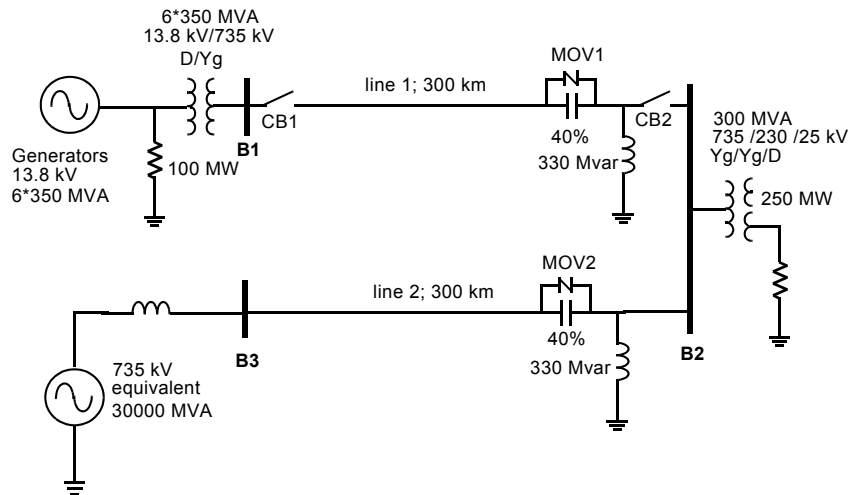 6*350 MVA
13.8 kV/735 kV
D/Yg
MOV1
line 1; 300 km
CB1
CB2
B1
40%
300 MVA
735 /230 /25 kV
Yg/Yg/D
Generators
13.8 kV
6*350 MVA
100 MW
330 Mvar
250 MW
MOV2
line 2; 300 km
B3
40%
B2
330 Mvar
735 kV
equivalent
30000 MVA